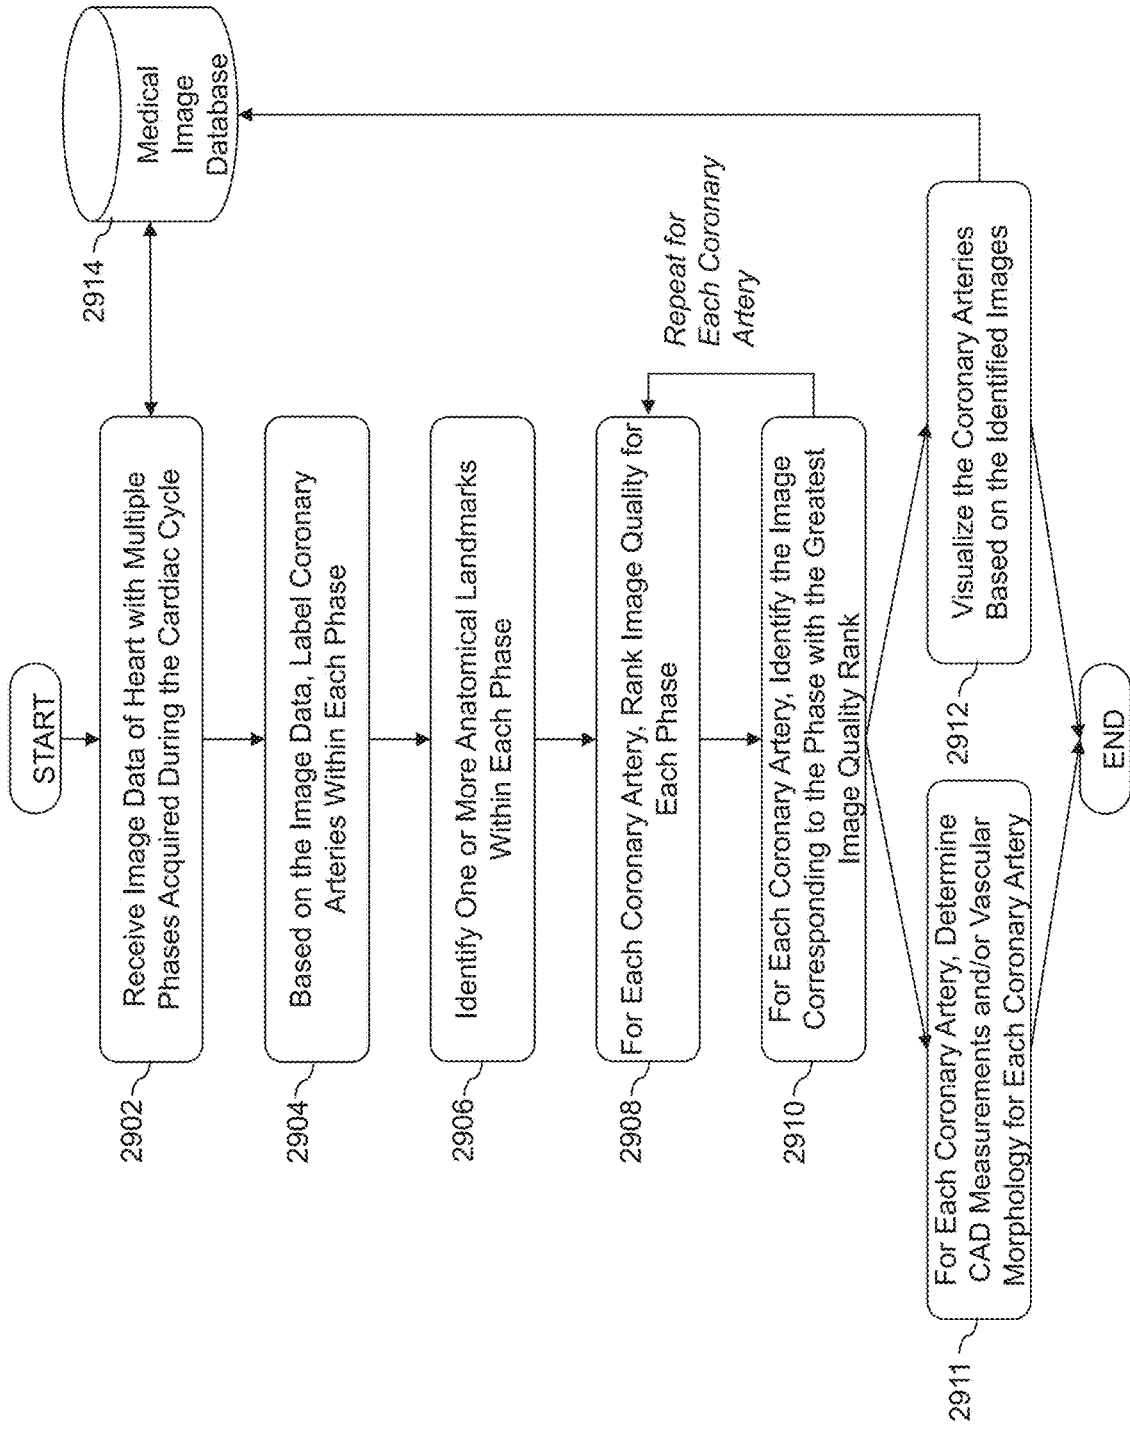 START
2902
Receive Image Data of Heart with Multiple
Phases Acquired During the Cardiac Cycle
2914
Medical
Image
Database
2904
Based on the Image Data, Label Coronary
Arteries Within Each Phase
2906
Identify One or More Anatomical Landmarks
Within Each Phase
2908
For Each Coronary Artery, Rank Image Quality for
Each Phase
Repeat for
Each Coronary
Artery
2910
For Each Coronary Artery, Identify the Image
Corresponding to the Phase with the Greatest
Image Quality Rank
2911
For Each Coronary Artery, Determine
CAD Measurements and/or Vascular
Morphology for Each Coronary Artery
2912
Visualize the Coronary Arteries
Based on the Identified Images
END